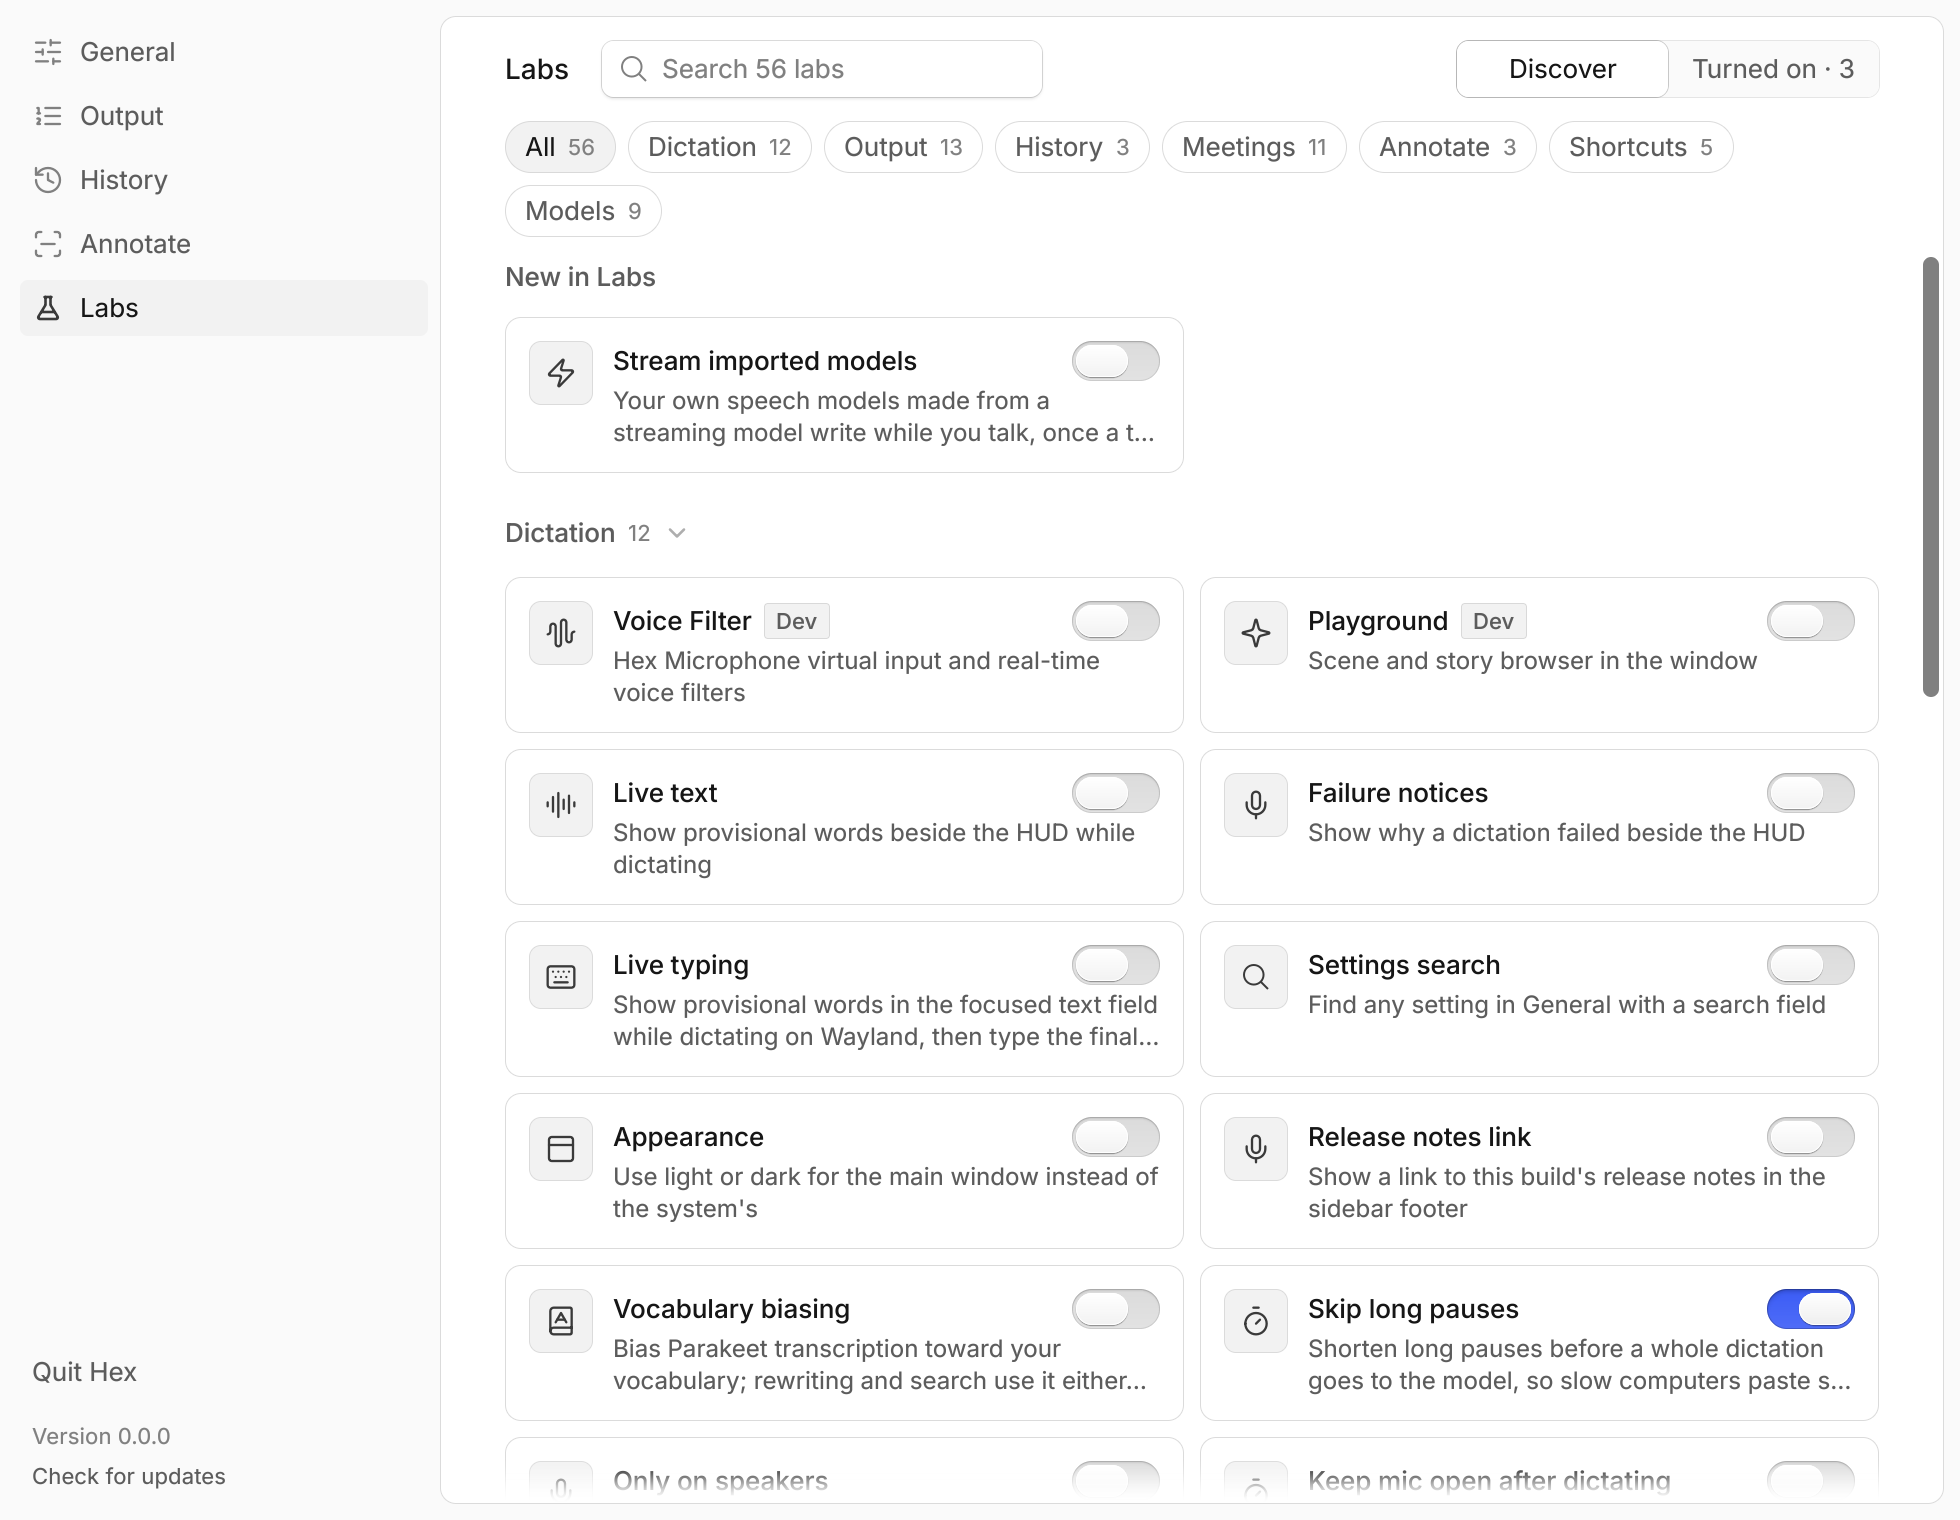 General
Output
History
Annotate
Labs
Quit Hex
Version 0.0.0
Check for updates
Labs
Search 56 labs
Discover
Turned on · 3
All 56
Dictation 12
Output 13
History 3
Meetings 11
Annotate 3
Shortcuts 5
Models 9
New in Labs
Stream imported models
Your own speech models made from a
streaming model write while you talk, once a t...
Dictation 12
Voice Filter Dev
Hex Microphone virtual input and real-time
voice filters
Playground Dev
Scene and story browser in the window
Live text
Show provisional words beside the HUD while
dictating
Failure notices
Show why a dictation failed beside the HUD
Live typing
Show provisional words in the focused text field
while dictating on Wayland, then type the final...
Settings search
Find any setting in General with a search field
Appearance
Use light or dark for the main window instead of
the system's
Release notes link
Show a link to this build's release notes in the
sidebar footer
Vocabulary biasing
Bias Parakeet transcription toward your
vocabulary; rewriting and search use it either...
Skip long pauses
Shorten long pauses before a whole dictation
goes to the model, so slow computers paste s...
Only on speakers
Keep mic open after dictating